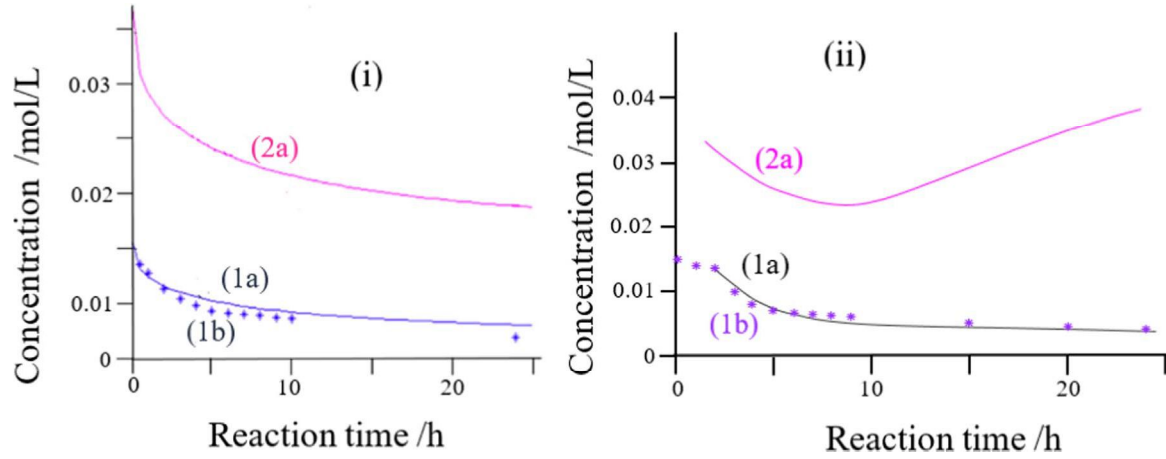 (i)
Concentration /mol/L
0.03
0.02
0.01
0
(2a)
(1a)
(1b)
0
10
20
Reaction time /h
(ii)
Concentration /mol/L
0.04
0.03
0.02
0.01
0
(2a)
(1a)
(1b)
0
10
20
Reaction time /h